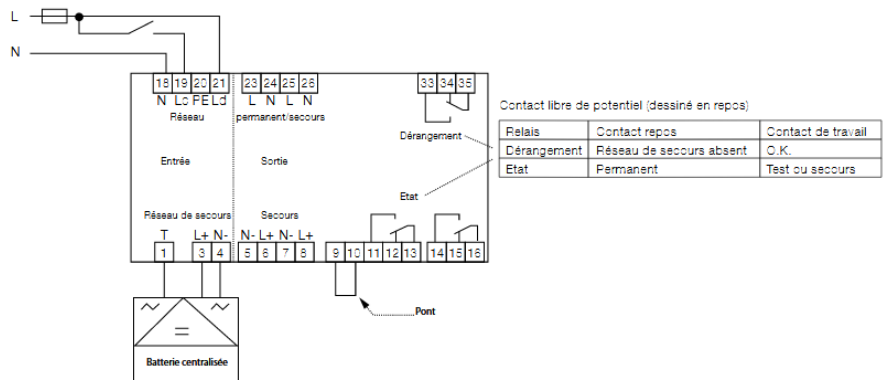 L
N
18 19 20 21 23 24 25 26 33 34 35
N Lc PE Ld L N L N
Réseau permanent/secours
Contact libre de potentiel (dessiné en repos)
Relais Contact repos Contact de travail
Dérangement Réseau de secours absent O.K.
Etat Permanent Test ou secours
Dérangement
Entrée Sortie
Etat
Réseau de secours Secours
T L+ N- N- L+ N- L+
1 3 4 5 6 7 8 9 10 11 12 13 14 15 16
Pont
Batterie centralisée